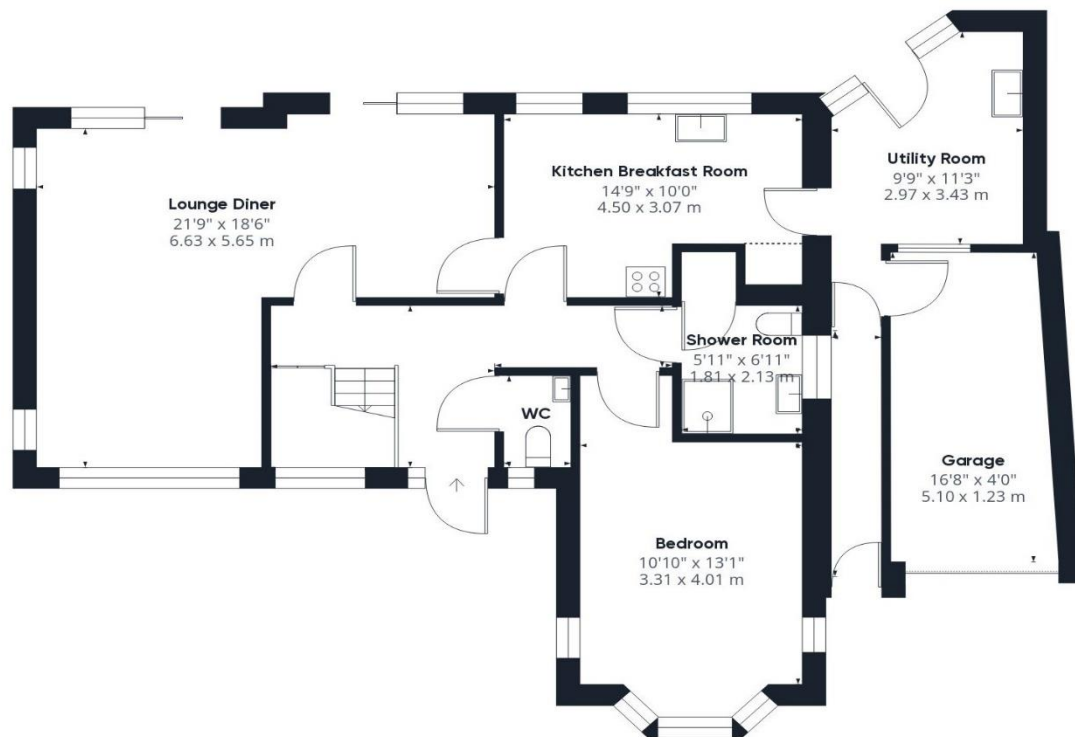 Utility Room
9'9" x 11'3"
2.97 x 3.43 m
Kitchen Breakfast Room
14'9" x 10'0"
4.50 x 3.07 m
Lounge Diner
21'9" x 18'6"
6.63 x 5.65 m
Shower Room
5'11" x 6'11"
1.81 x 2.13 m
WC
Garage
16'8" x 4'0"
5.10 x 1.23 m
Bedroom
10'10" x 13'1"
3.31 x 4.01 m